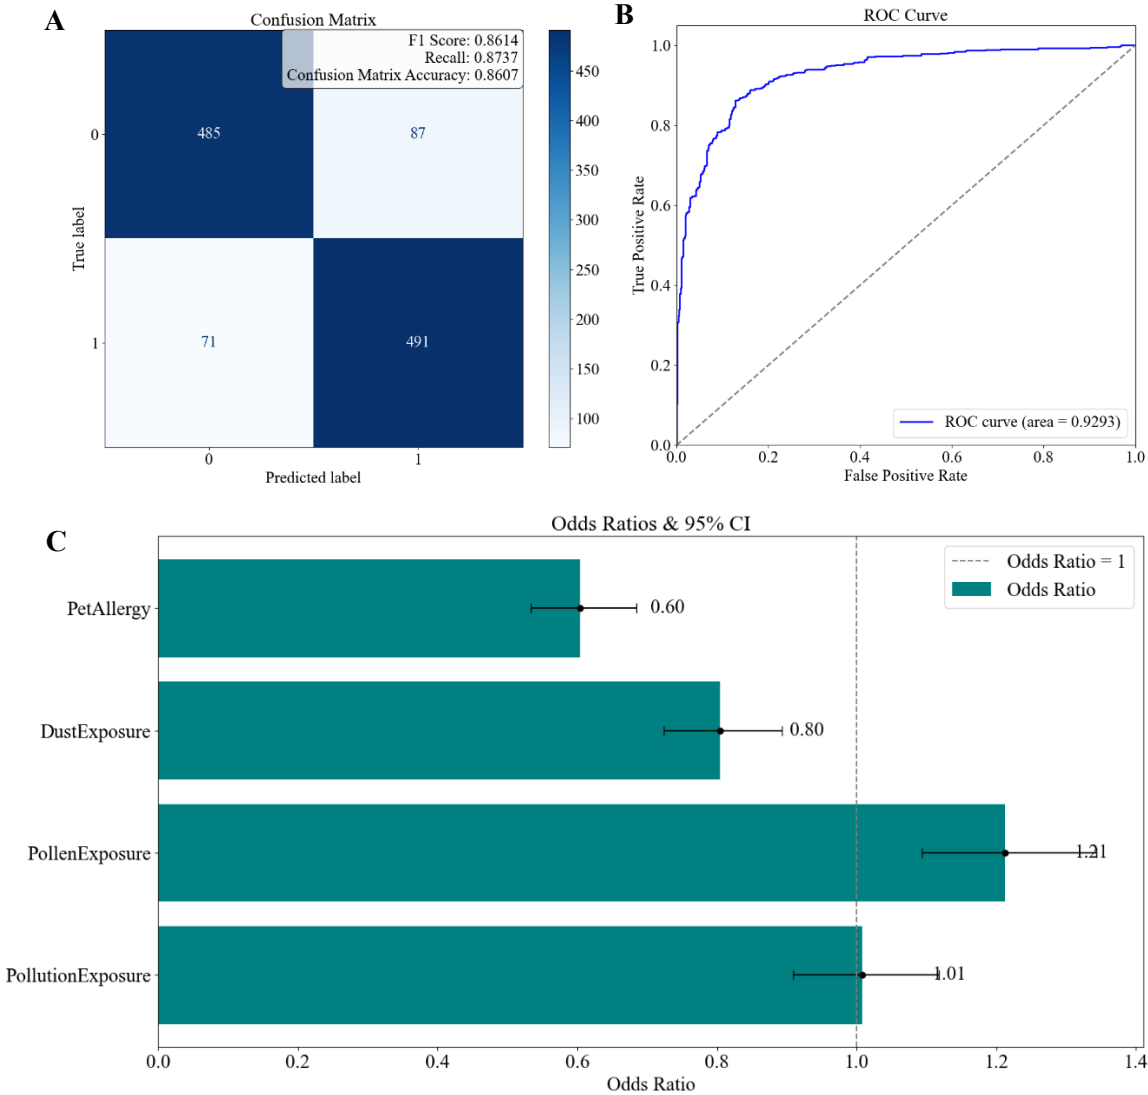 A
Confusion Matrix
F1 Score: 0.8614
Recall: 0.8737
Confusion Matrix Accuracy: 0.8607
0
485
87
1
71
491
True label
0
1
Predicted label
450
400
350
300
250
200
150
100
B
ROC Curve
1.0
0.8
0.6
0.4
0.2
0.0
True Positive Rate
ROC curve (area = 0.9293)
0.0
0.2
0.4
0.6
0.8
1.0
False Positive Rate
C
Odds Ratios & 95% CI
Odds Ratio = 1
Odds Ratio
PetAllergy
0.60
DustExposure
0.80
PollenExposure
1.21
PollutionExposure
1.01
0.0
0.2
0.4
0.6
0.8
1.0
1.2
1.4
Odds Ratio